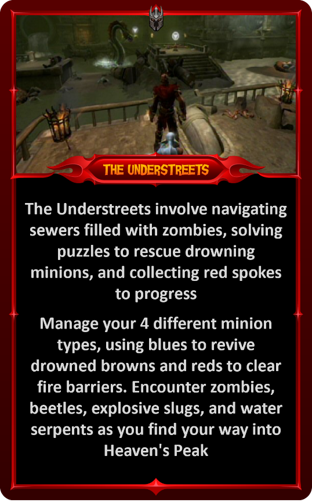 THE UNDERSTREETS
The Understreets involve navigating
sewers filled with zombies, solving
puzzles to rescue drowning
minions, and collecting red spokes
to progress
Manage your 4 different minion
types, using blues to revive
drowned browns and reds to clear
fire barriers. Encounter zombies,
beetles, explosive slugs, and water
serpents as you find your way into
Heaven's Peak